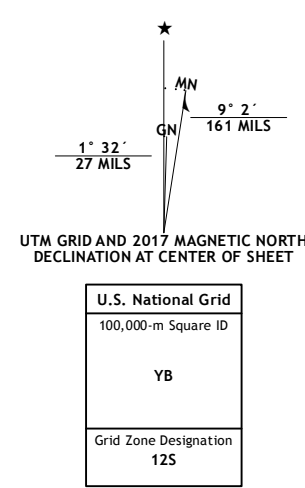 ★
MN
GN
9° 2´
161 MILS
1° 32´
27 MILS
UTM GRID AND 2017 MAGNETIC NORTH
DECLINATION AT CENTER OF SHEET
U.S. National Grid
100,000-m Square ID
YB
Grid Zone Designation
12S